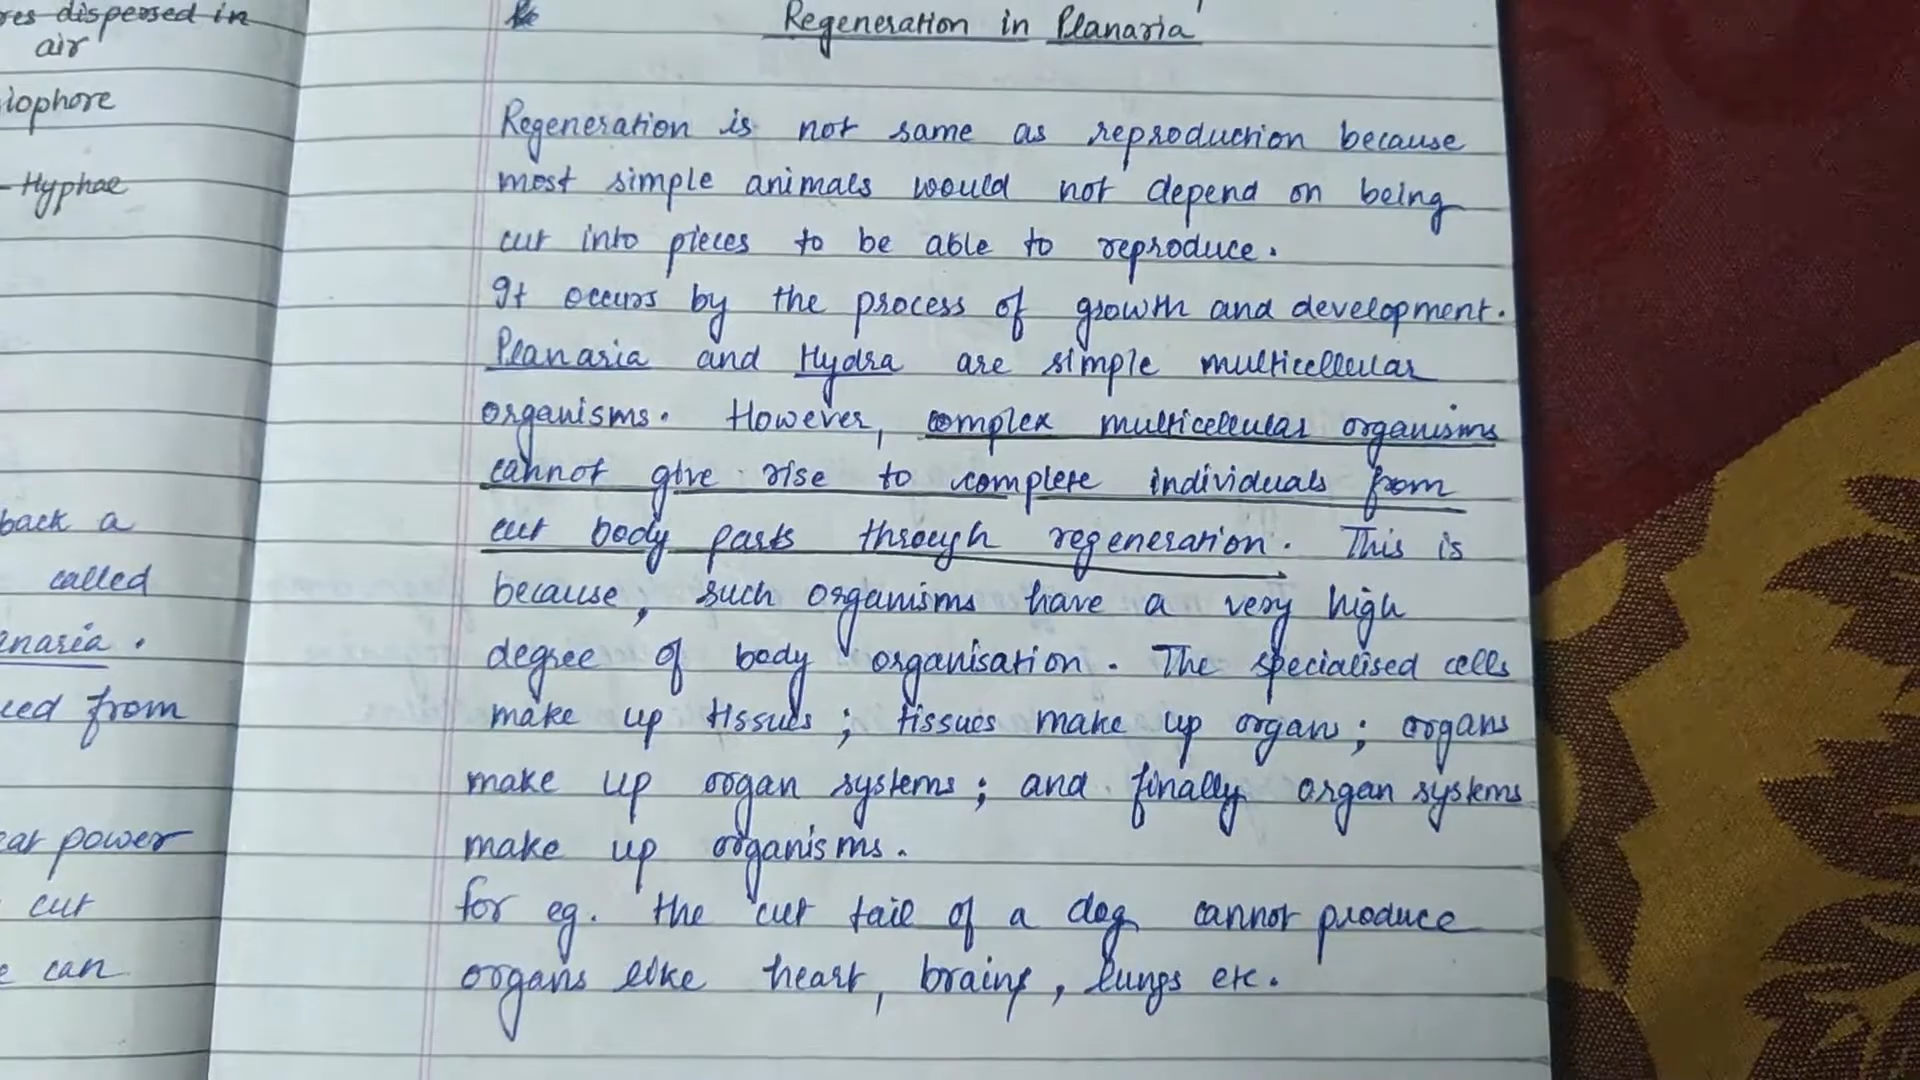 res dispersed in
air
iophore
- Hyphae
back a
called
anaria.
ced from
eat power
cut
e can
Regeneration in Planaria
Regeneration is not same as reproduction because
most simple animals would not depend on being
cut into pieces to be able to reproduce.
It occurs by the process of growth and development.
Planaria and Hydra are simple multicellular
organisms. However, complex multicellular organisms
cannot give rise to complete individuals from
cut body parts through regeneration. This is
because, such organisms have a very high
degree of body organisation. The specialised cells
make up tissues; tissues make up organs; organs
make up organ systems; and finally organ systems
make up organisms.
for eg. the cut tail of a dog cannot produce
organs like heart, brain, lungs etc.